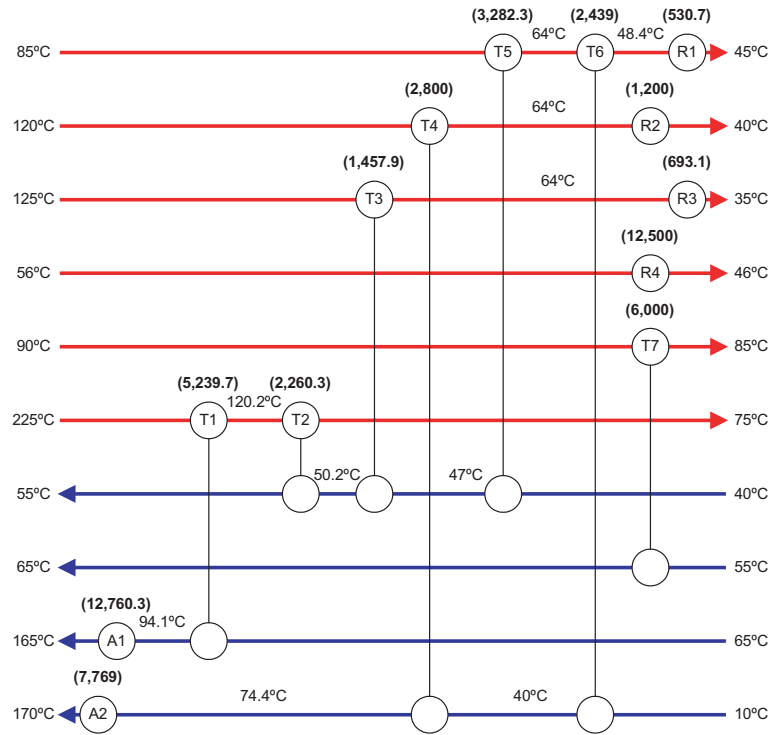 (3,282.3) (2,439) (530.7)
64ºC 48.4ºC
85ºC T5 T6 R1 45ºC
(2,800) (1,200)
64ºC
120ºC T4 R2 40ºC
(1,457.9) (693.1)
64ºC
125ºC T3 R3 35ºC
(12,500)
56ºC R4 46ºC
(6,000)
90ºC T7 85ºC
(5,239.7) (2,260.3)
120.2ºC
225ºC T1 T2 75ºC
50.2ºC 47ºC
55ºC 40ºC
65ºC 55ºC
(12,760.3)
94.1ºC
165ºC A1 65ºC
(7,769)
74.4ºC 40ºC
170ºC A2 10ºC